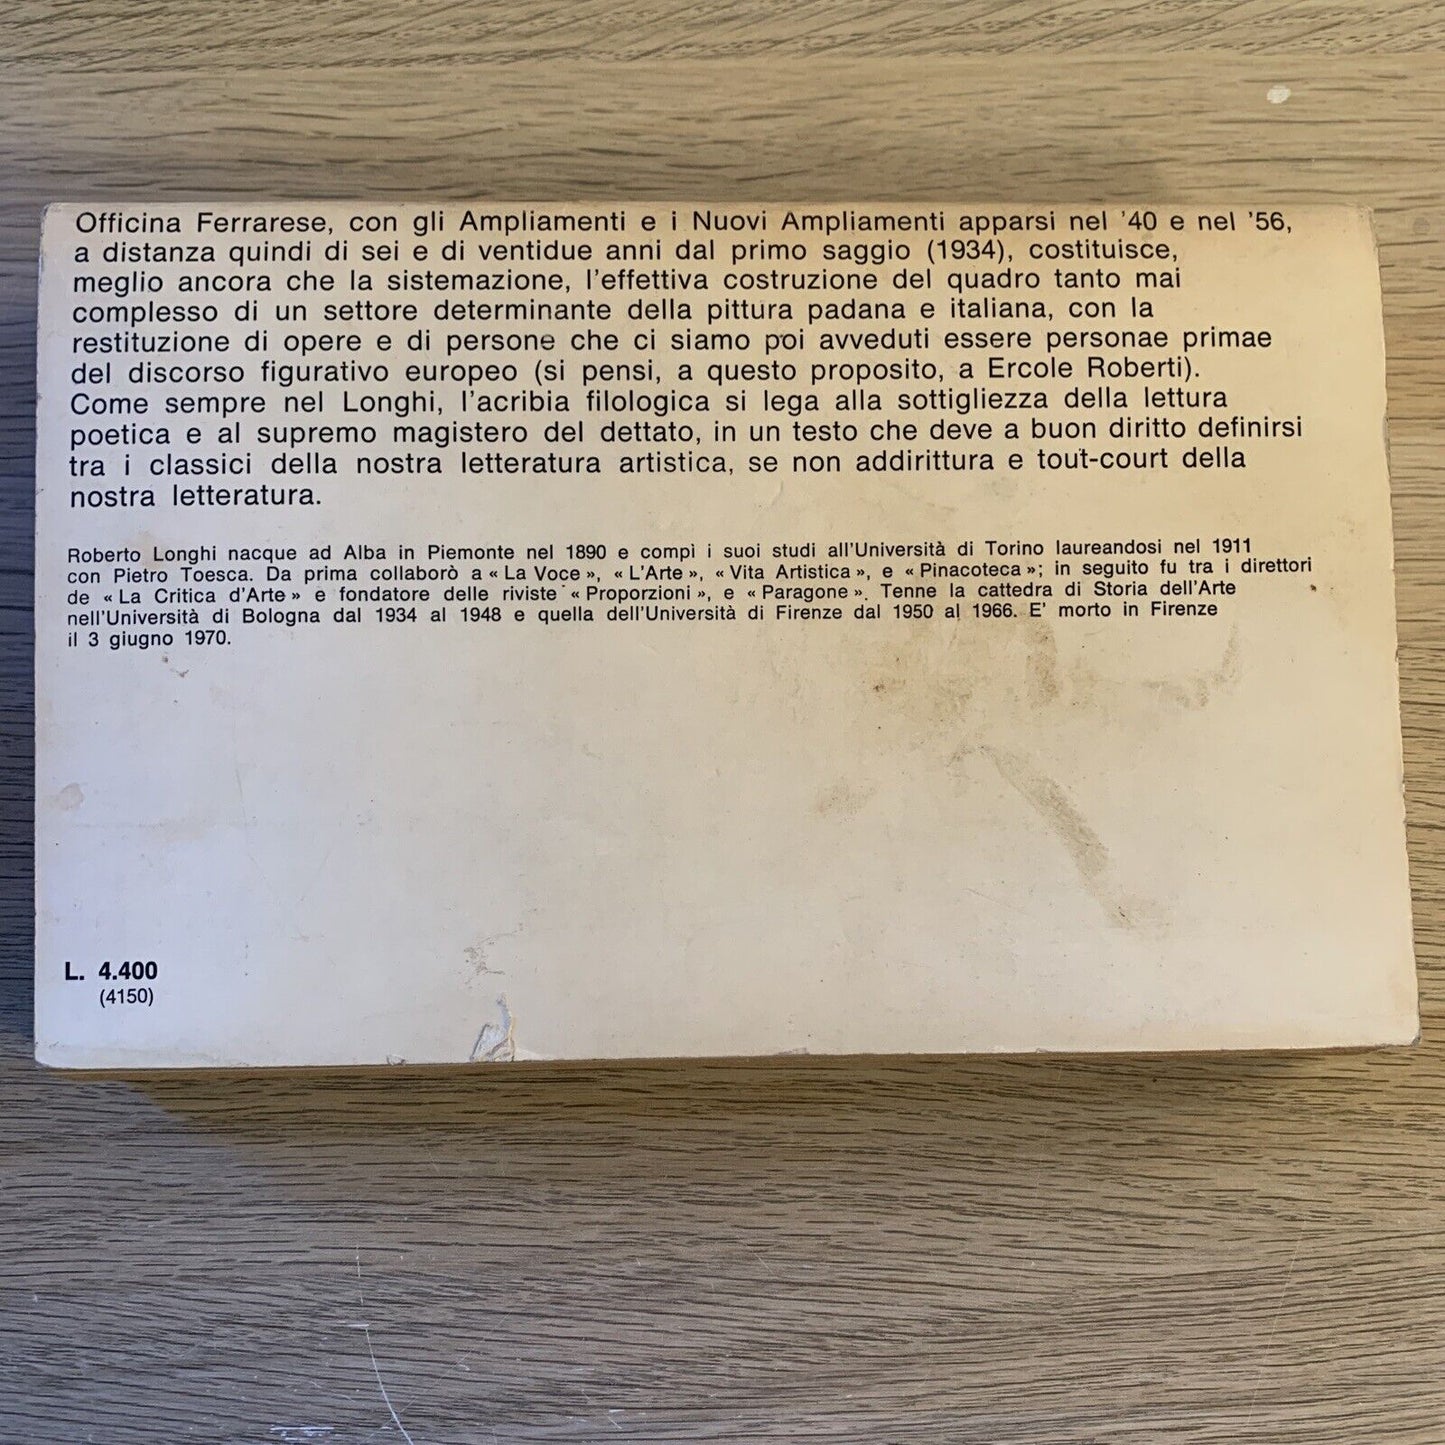 Officina Ferrarese, con gli Ampliamenti e i Nuovi Ampliamenti apparsi nel '40 e nel '56,
a distanza quindi di sei e di ventidue anni dal primo saggio (1934), costituisce,
meglio ancora che la sistemazione, l'effettiva costruzione del quadro tanto mai
complesso di un settore determinante della pittura padana e italiana, con la
restituzione di opere e di persone che ci siamo poi avveduti essere personae primae
del discorso figurativo europeo (si pensi, a questo proposito, a Ercole Roberti).
Come sempre nel Longhi, l'acribia filologica si lega alla sottigliezza della lettura
poetica e al supremo magistero del dettato, in un testo che deve a buon diritto definirsi
tra i classici della nostra letteratura artistica, se non addirittura e tout-court della
nostra letteratura.
Roberto Longhi nacque ad Alba in Piemonte nel 1890 e compì i suoi studi all'Università di Torino laureandosi nel 1911
con Pietro Toesca. Da prima collaborò a « La Voce », « L'Arte », « Vita Artistica », e « Pinacoteca »; in seguito fu tra i direttori
de « La Critica d'Arte » e fondatore delle riviste « Proporzioni », e « Paragone ». Tenne la cattedra di Storia dell'Arte
nell'Università di Bologna dal 1934 al 1948 e quella dell'Università di Firenze dal 1950 al 1966. E' morto in Firenze
il 3 giugno 1970.
L. 4.400
(4150)